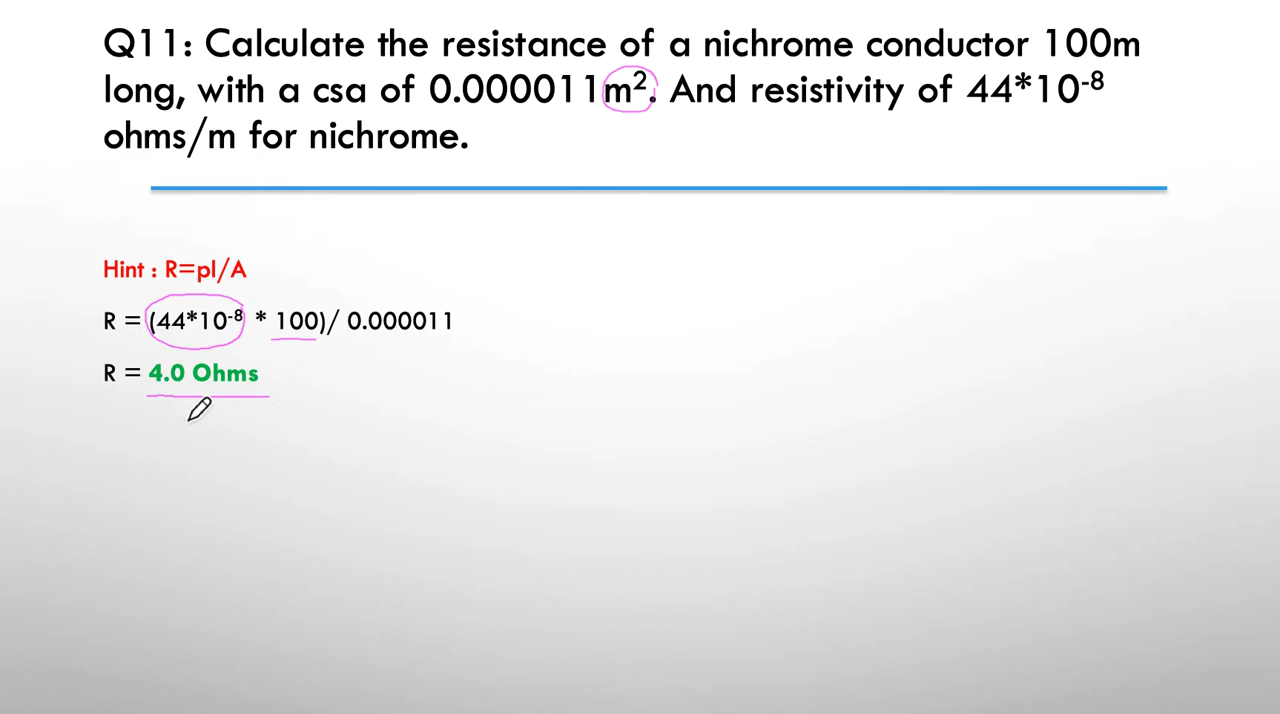 Q11: Calculate the resistance of a nichrome conductor 100m
long, with a csa of 0.000011m². And resistivity of 44*10⁻⁸
ohms/m for nichrome.
Hint : R=pl/A
R = (44*10⁻⁸ * 100)/ 0.000011
R = 4.0 Ohms